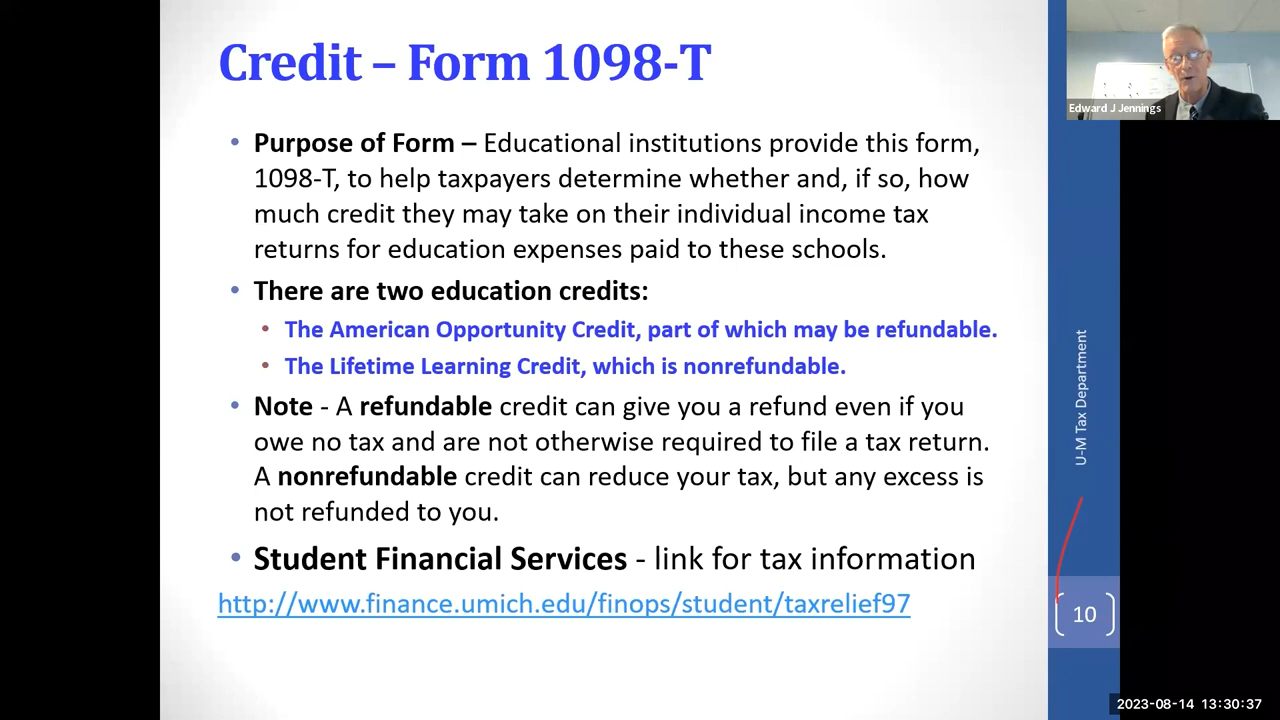 Credit – Form 1098-T
Edward J Jennings
• Purpose of Form – Educational institutions provide this form,
1098-T, to help taxpayers determine whether and, if so, how
much credit they may take on their individual income tax
returns for education expenses paid to these schools.
• There are two education credits:
• The American Opportunity Credit, part of which may be refundable.
• The Lifetime Learning Credit, which is nonrefundable.
• Note - A refundable credit can give you a refund even if you
owe no tax and are not otherwise required to file a tax return.
A nonrefundable credit can reduce your tax, but any excess is
not refunded to you.
• Student Financial Services - link for tax information
http://www.finance.umich.edu/finops/student/taxrelief97
U-M Tax Department
10
2023-08-14 13:30:37